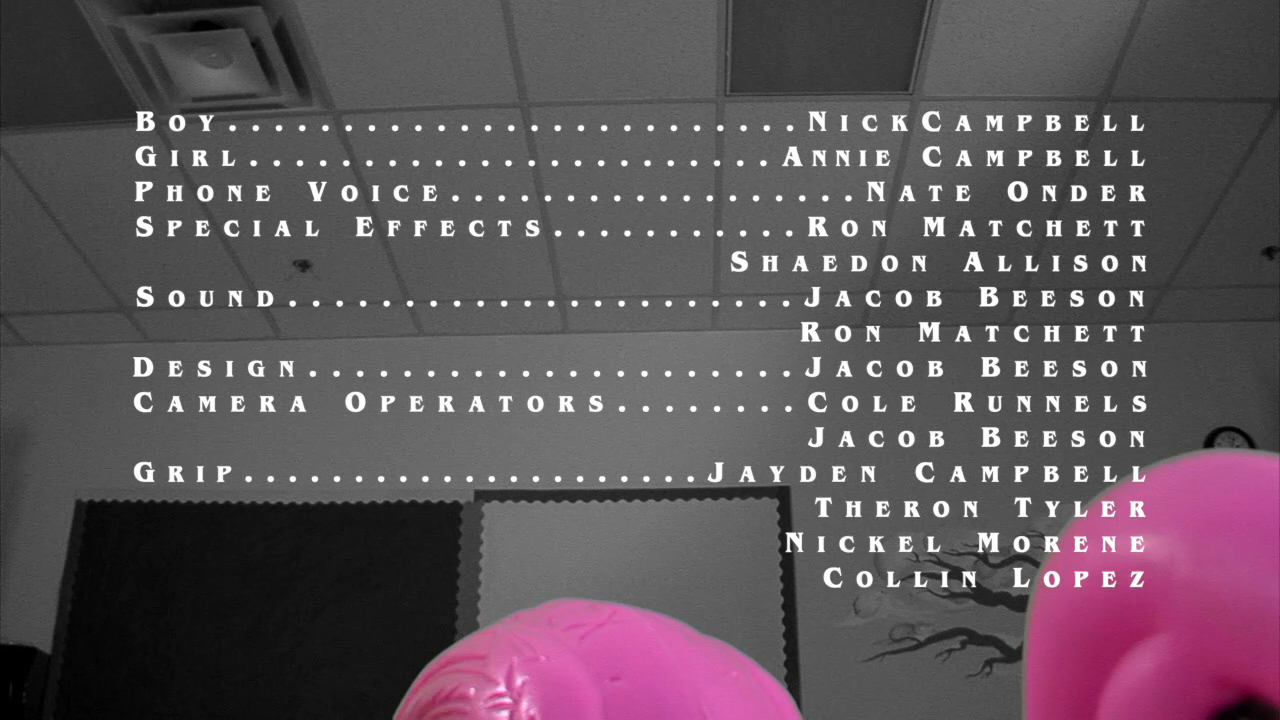 Boy.............................NickCampbell
Girl...........................Annie Campbell
Phone Voice.....................Nate Onder
Special Effects.............Ron Matchett
Shaedon Allison
Sound..........................Jacob Beeson
Ron Matchett
Design.........................Jacob Beeson
Camera Operators.........Cole Runnels
Jacob Beeson
Grip........................Jayden Campbell
Theron Tyler
Nickel Morene
Collin Lopez